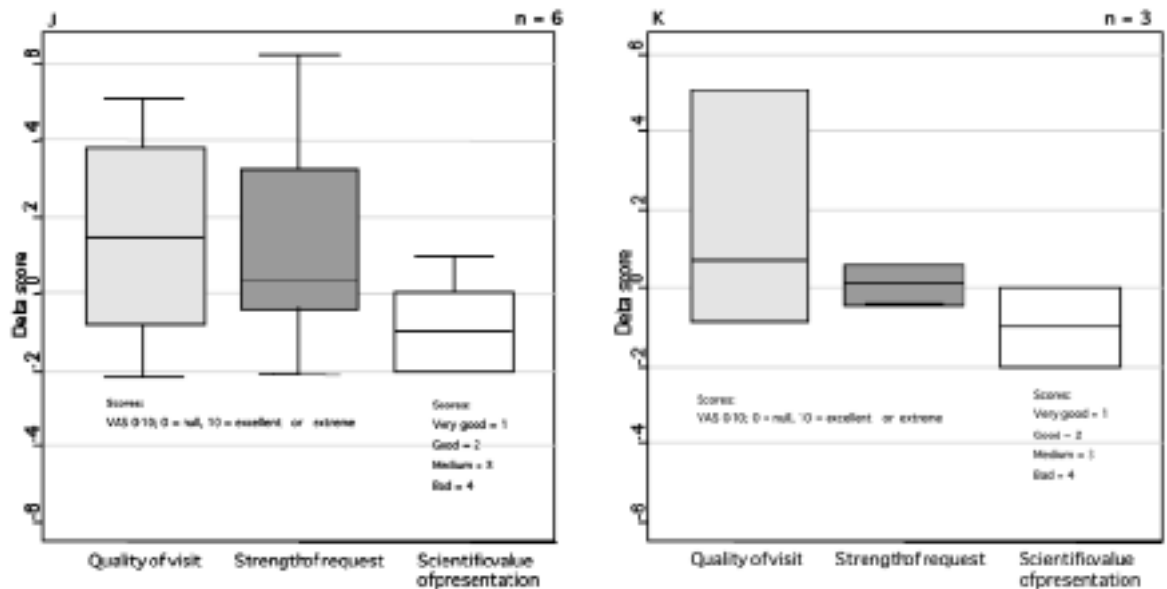 J
n = 6
6
4
2
0
-2
-4
-6
Delta score
Scores:
VAS 0-10; 0 = null, 10 = excellent or extreme
Scores:
Very good = 1
Good = 2
Medium = 3
Bad = 4
Quality of visit
Strength of request
Scientific value
of presentation
K
n = 3
6
4
2
0
-2
-4
-6
Delta score
Scores:
VAS 0-10; 0 = null, 10 = excellent or extreme
Scores:
Very good = 1
Good = 2
Medium = 3
Bad = 4
Quality of visit
Strength of request
Scientific value
of presentation